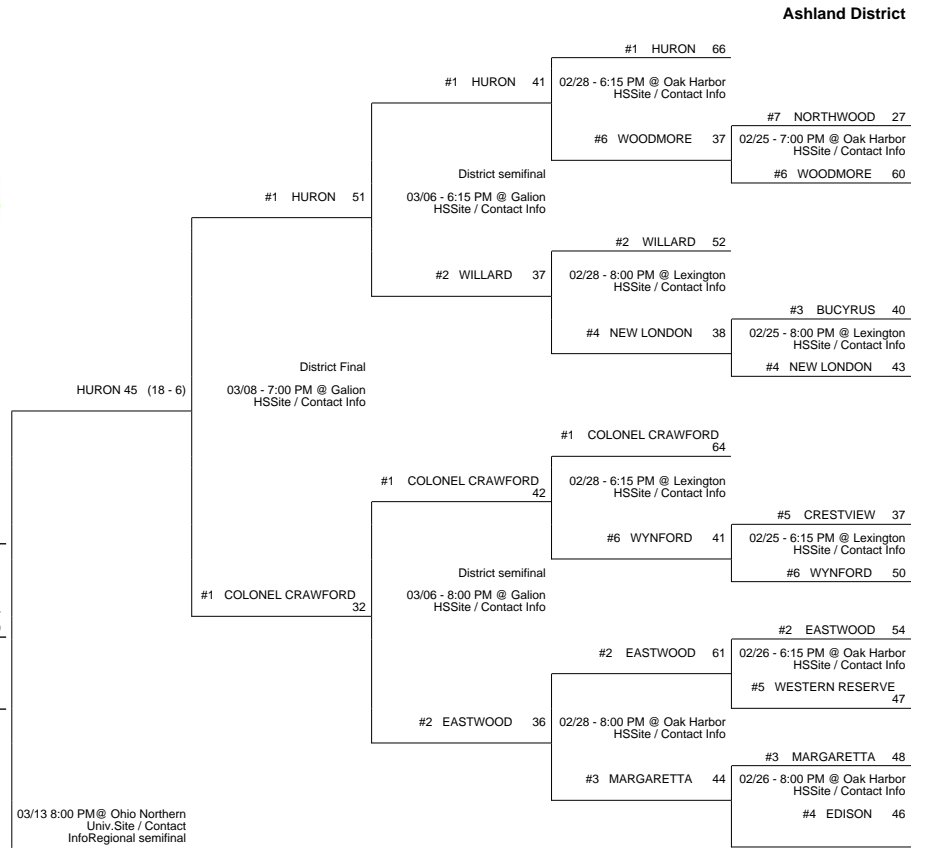 Ashland District
#1 HURON 66
#1 HURON 41
02/28 - 6:15 PM @ Oak Harbor
HSSite / Contact Info
#7 NORTHWOOD 27
#6 WOODMORE 37
02/25 - 7:00 PM @ Oak Harbor
HSSite / Contact Info
District semifinal
#6 WOODMORE 60
#1 HURON 51
03/06 - 6:15 PM @ Galion
HSSite / Contact Info
#2 WILLARD 52
#2 WILLARD 37
02/28 - 8:00 PM @ Lexington
HSSite / Contact Info
#3 BUCYRUS 40
#4 NEW LONDON 38
02/25 - 8:00 PM @ Lexington
HSSite / Contact Info
District Final
#4 NEW LONDON 43
HURON 45 (18 - 6)
03/08 - 7:00 PM @ Galion
HSSite / Contact Info
#1 COLONEL CRAWFORD
64
#1 COLONEL CRAWFORD
42
02/28 - 6:15 PM @ Lexington
HSSite / Contact Info
#5 CRESTVIEW 37
#6 WYNFORD 41
02/25 - 6:15 PM @ Lexington
HSSite / Contact Info
District semifinal
#6 WYNFORD 50
#1 COLONEL CRAWFORD
32
03/06 - 8:00 PM @ Galion
HSSite / Contact Info
#2 EASTWOOD 54
#2 EASTWOOD 61
02/26 - 6:15 PM @ Oak Harbor
HSSite / Contact Info
#5 WESTERN RESERVE
47
#2 EASTWOOD 36
02/28 - 8:00 PM @ Oak Harbor
HSSite / Contact Info
#3 MARGARETTA 48
#3 MARGARETTA 44
02/26 - 8:00 PM @ Oak Harbor
HSSite / Contact Info
#4 EDISON 46
03/13 8:00 PM@ Ohio Northern
Univ.Site / Contact
InfoRegional semifinal